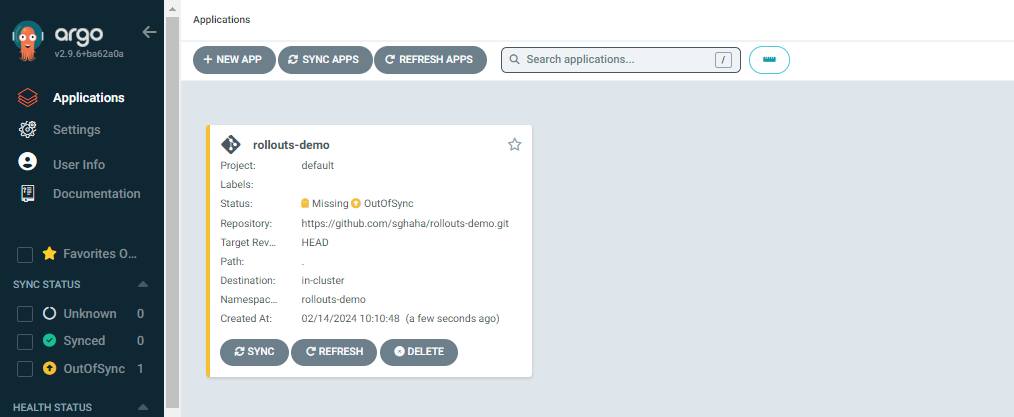 argo
v2.9.6+ba62a0a
Applications
Settings
User Info
Documentation
Favorites O...
SYNC STATUS
Unknown 0
Synced 0
OutOfSync 1
HEALTH STATUS
Applications
+ NEW APP SYNC APPS REFRESH APPS Search applications... /
rollouts-demo
Project: default
Labels:
Status: Missing OutOfSync
Repository: https://github.com/sghaha/rollouts-demo.git
Target Rev... HEAD
Path: .
Destination: in-cluster
Namespac... rollouts-demo
Created At: 02/14/2024 10:10:48 (a few seconds ago)
SYNC REFRESH DELETE